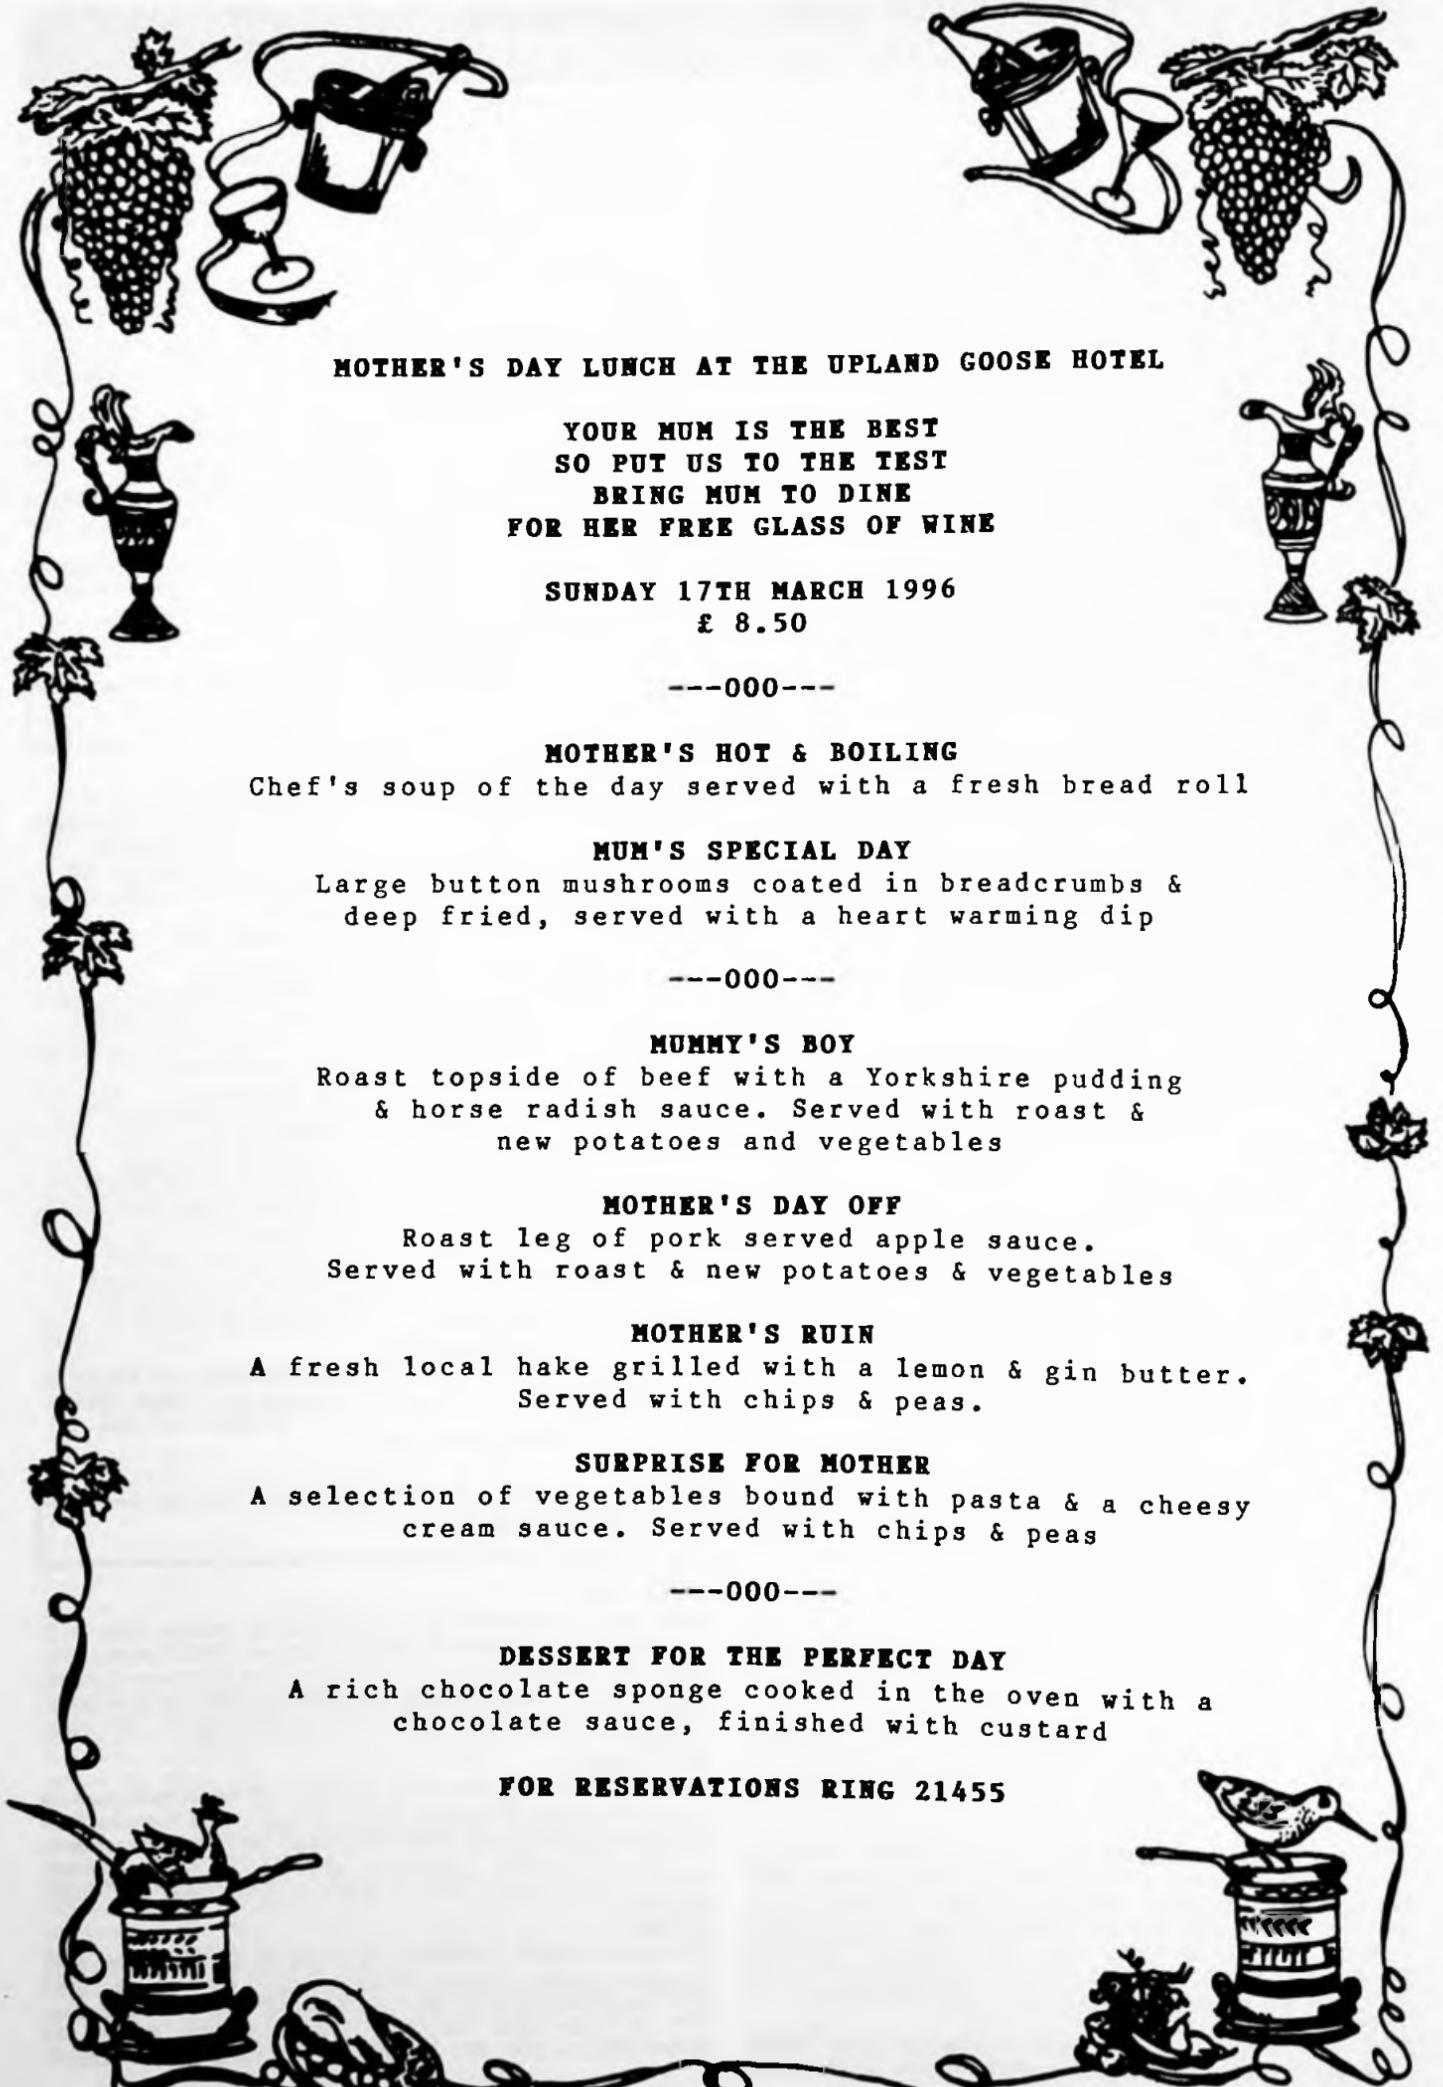 MOTHER'S DAY LUNCH AT THE UPLAND GOOSE HOTEL
YOUR MUM IS THE BEST
SO PUT US TO THE TEST
BRING MUM TO DINE
FOR HER FREE GLASS OF WINE
SUNDAY 17TH MARCH 1996
£ 8.50
---000---
MOTHER'S HOT & BOILING
Chef's soup of the day served with a fresh bread roll
MUM'S SPECIAL DAY
Large button mushrooms coated in breadcrumbs &
deep fried, served with a heart warming dip
---000---
MUMMY'S BOY
Roast topside of beef with a Yorkshire pudding
& horse radish sauce. Served with roast &
new potatoes and vegetables
MOTHER'S DAY OFF
Roast leg of pork served apple sauce.
Served with roast & new potatoes & vegetables
MOTHER'S RUIN
A fresh local hake grilled with a lemon & gin butter.
Served with chips & peas.
SURPRISE FOR MOTHER
A selection of vegetables bound with pasta & a cheesy
cream sauce. Served with chips & peas
---000---
DESSERT FOR THE PERFECT DAY
A rich chocolate sponge cooked in the oven with a
chocolate sauce, finished with custard
FOR RESERVATIONS RING 21455